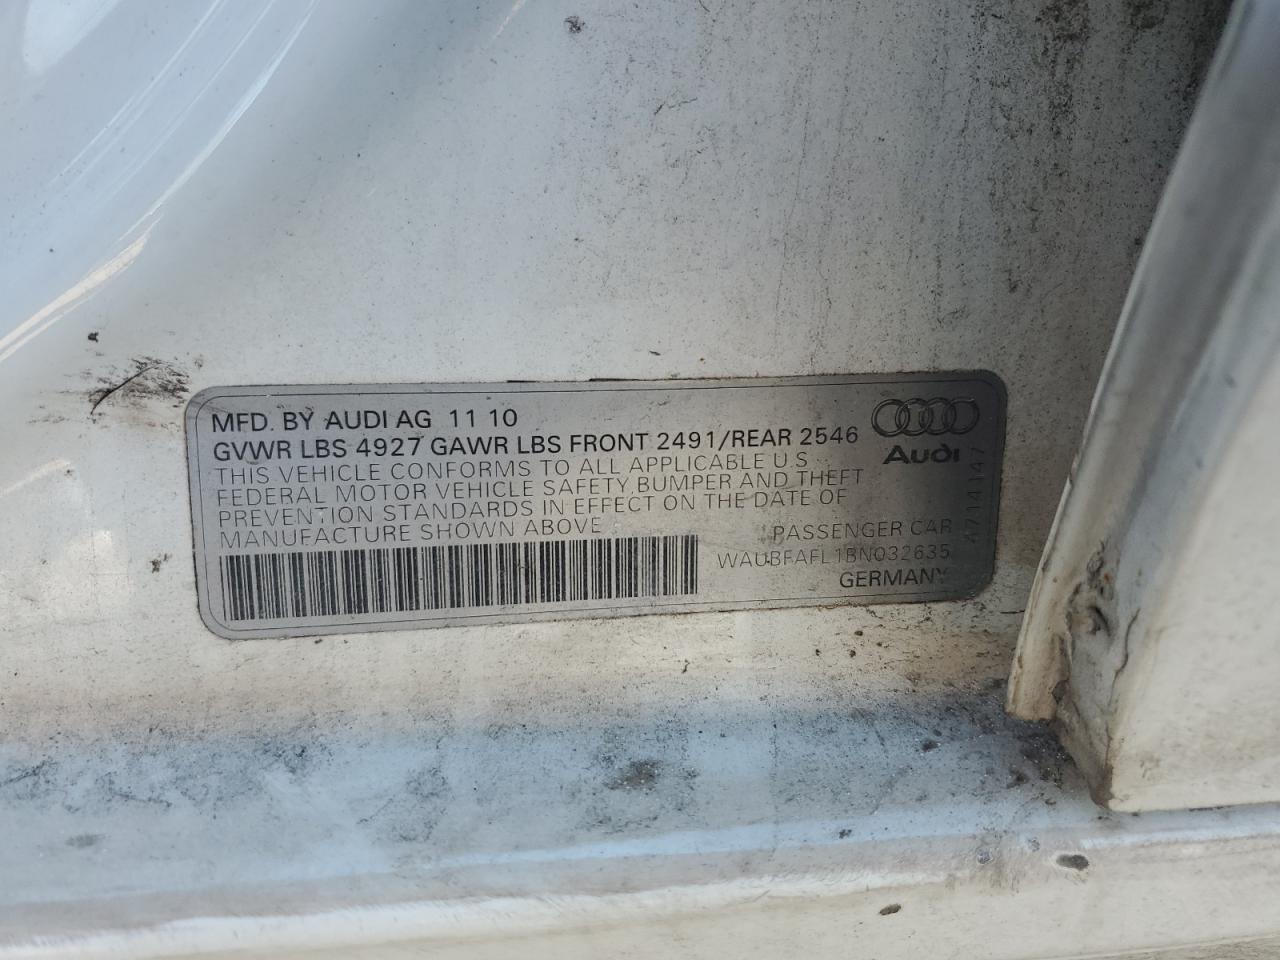 MFD. BY AUDI AG 11 10
GVWR LBS 4927 GAWR LBS FRONT 2491/REAR 2546
THIS VEHICLE CONFORMS TO ALL APPLICABLE U.S
FEDERAL MOTOR VEHICLE SAFETY, BUMPER AND THEFT
PREVENTION STANDARDS IN EFFECT ON THE DATE OF
MANUFACTURE SHOWN ABOVE
Audi
PASSENGER CAR
WAUBFAFL1BN032635
GERMANY
4714147